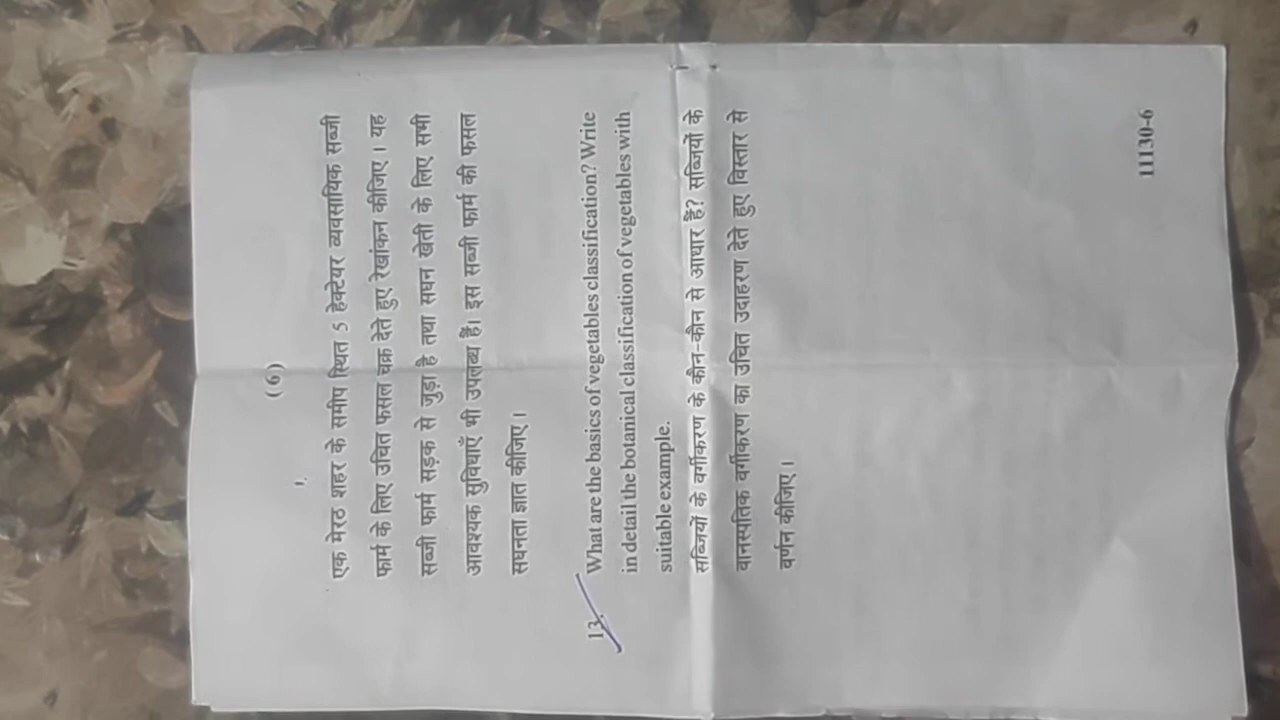 (6)
एक मेरठ शहर के समीप स्थित 5 हेक्टेयर व्यवसायिक सब्जी
फार्म के लिए उचित फसल चक्र देते हुए रेखांकन कीजिए। यह
सब्जी फार्म सड़क से जुड़ा है तथा सघन खेती के लिए सभी
आवश्यक सुविधाएँ भी उपलब्ध हैं। इस सब्जी फार्म की फसल
सघनता ज्ञात कीजिए।
13. What are the basics of vegetables classification? Write
in detail the botanical classification of vegetables with
suitable example.
सब्जियों के वर्गीकरण के कौन-कौन से आधार हैं? सब्जियों के
वानस्पतिक वर्गीकरण का उचित उदाहरण देते हुए विस्तार से
वर्णन कीजिए।
11130-6